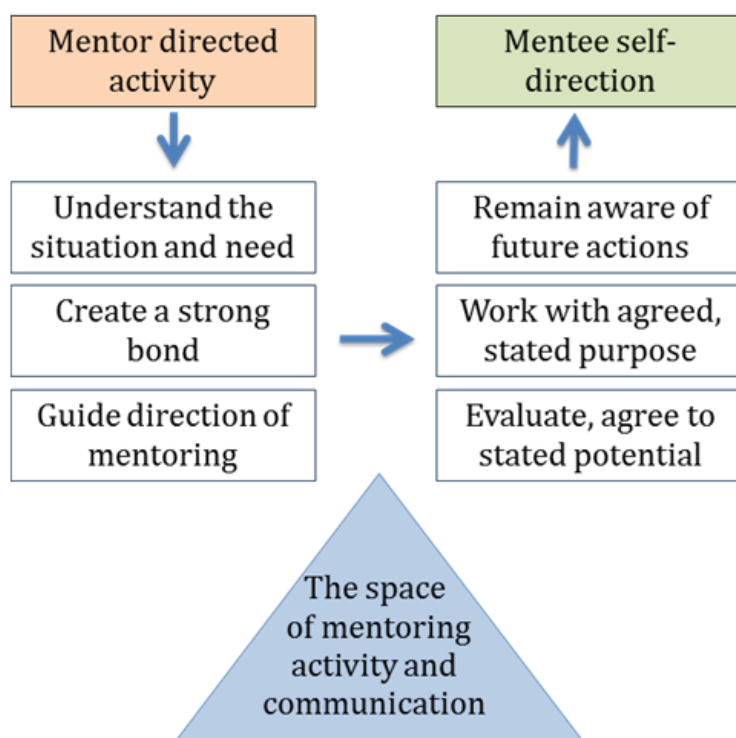 Mentor directed
activity
Mentee self-
direction
Understand the
situation and need
Create a strong
bond
Guide direction of
mentoring
Remain aware of
future actions
Work with agreed,
stated purpose
Evaluate, agree to
stated potential
The space
of mentoring
activity and
communication